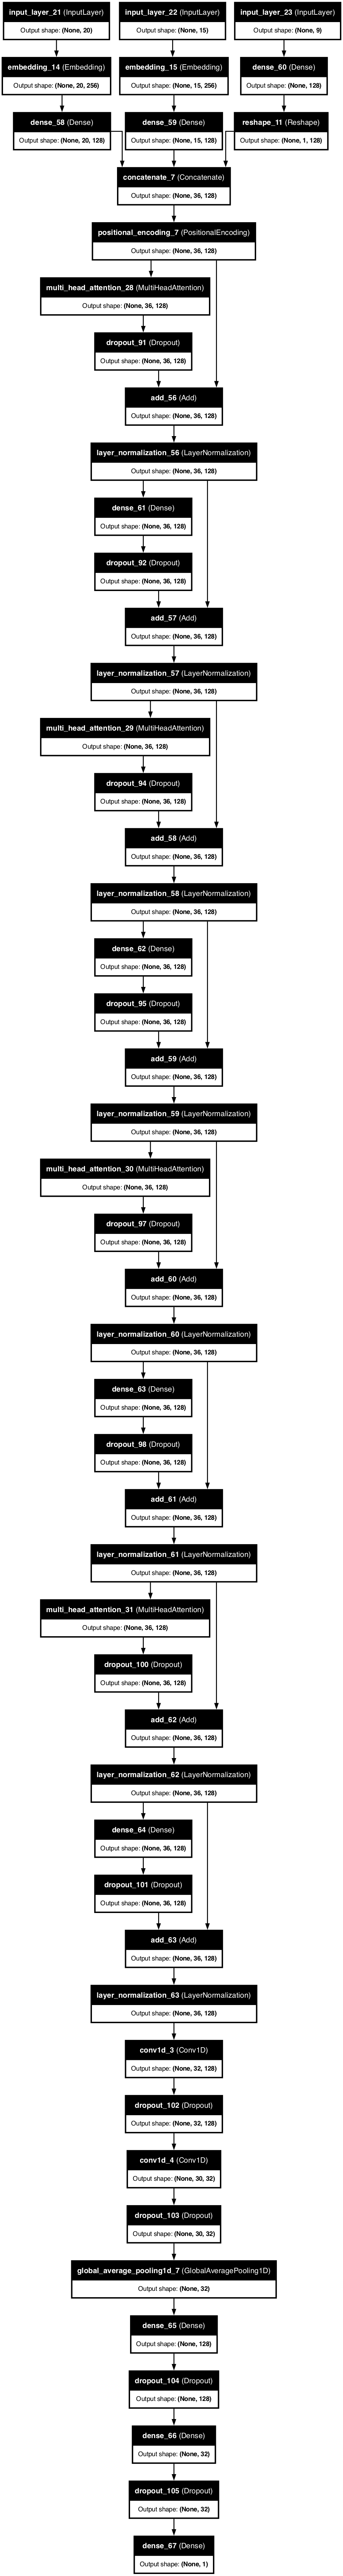 input_layer_21 (InputLayer)
Output shape: (None, 20)
input_layer_22 (InputLayer)
Output shape: (None, 15)
input_layer_23 (InputLayer)
Output shape: (None, 9)
embedding_14 (Embedding)
Output shape: (None, 20, 256)
embedding_15 (Embedding)
Output shape: (None, 15, 256)
dense_60 (Dense)
Output shape: (None, 128)
dense_58 (Dense)
Output shape: (None, 20, 128)
dense_59 (Dense)
Output shape: (None, 15, 128)
reshape_11 (Reshape)
Output shape: (None, 1, 128)
concatenate_7 (Concatenate)
Output shape: (None, 36, 128)
positional_encoding_7 (PositionalEncoding)
Output shape: (None, 36, 128)
multi_head_attention_28 (MultiHeadAttention)
Output shape: (None, 36, 128)
dropout_91 (Dropout)
Output shape: (None, 36, 128)
add_56 (Add)
Output shape: (None, 36, 128)
layer_normalization_56 (LayerNormalization)
Output shape: (None, 36, 128)
dense_61 (Dense)
Output shape: (None, 36, 128)
dropout_92 (Dropout)
Output shape: (None, 36, 128)
add_57 (Add)
Output shape: (None, 36, 128)
layer_normalization_57 (LayerNormalization)
Output shape: (None, 36, 128)
multi_head_attention_29 (MultiHeadAttention)
Output shape: (None, 36, 128)
dropout_94 (Dropout)
Output shape: (None, 36, 128)
add_58 (Add)
Output shape: (None, 36, 128)
layer_normalization_58 (LayerNormalization)
Output shape: (None, 36, 128)
dense_62 (Dense)
Output shape: (None, 36, 128)
dropout_95 (Dropout)
Output shape: (None, 36, 128)
add_59 (Add)
Output shape: (None, 36, 128)
layer_normalization_59 (LayerNormalization)
Output shape: (None, 36, 128)
multi_head_attention_30 (MultiHeadAttention)
Output shape: (None, 36, 128)
dropout_97 (Dropout)
Output shape: (None, 36, 128)
add_60 (Add)
Output shape: (None, 36, 128)
layer_normalization_60 (LayerNormalization)
Output shape: (None, 36, 128)
dense_63 (Dense)
Output shape: (None, 36, 128)
dropout_98 (Dropout)
Output shape: (None, 36, 128)
add_61 (Add)
Output shape: (None, 36, 128)
layer_normalization_61 (LayerNormalization)
Output shape: (None, 36, 128)
multi_head_attention_31 (MultiHeadAttention)
Output shape: (None, 36, 128)
dropout_100 (Dropout)
Output shape: (None, 36, 128)
add_62 (Add)
Output shape: (None, 36, 128)
layer_normalization_62 (LayerNormalization)
Output shape: (None, 36, 128)
dense_64 (Dense)
Output shape: (None, 36, 128)
dropout_101 (Dropout)
Output shape: (None, 36, 128)
add_63 (Add)
Output shape: (None, 36, 128)
layer_normalization_63 (LayerNormalization)
Output shape: (None, 36, 128)
conv1d_3 (Conv1D)
Output shape: (None, 32, 128)
dropout_102 (Dropout)
Output shape: (None, 32, 128)
conv1d_4 (Conv1D)
Output shape: (None, 30, 32)
dropout_103 (Dropout)
Output shape: (None, 30, 32)
global_average_pooling1d_7 (GlobalAveragePooling1D)
Output shape: (None, 32)
dense_65 (Dense)
Output shape: (None, 128)
dropout_104 (Dropout)
Output shape: (None, 128)
dense_66 (Dense)
Output shape: (None, 32)
dropout_105 (Dropout)
Output shape: (None, 32)
dense_67 (Dense)
Output shape: (None, 1)